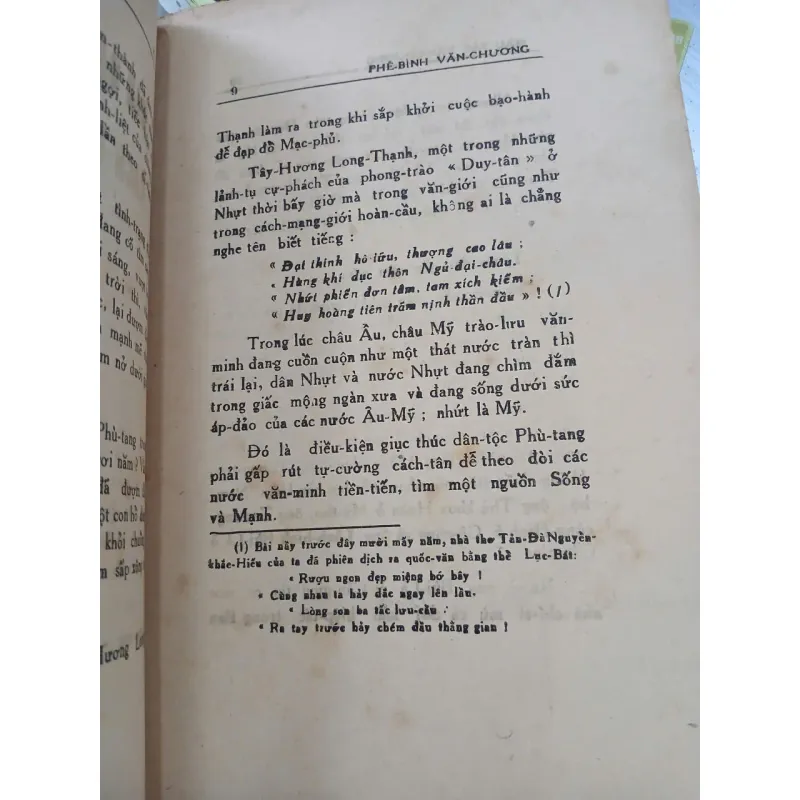 PHÊ-BÌNH VĂN-CHƯƠNG
9
Thạnh làm ra trong khi sắp khởi cuộc bạo-hành
để đạp đổ Mạc-phủ.
Tây-Hương Long-Thạnh, một trong những
lãnh-tụ cự-phách của phong-trào « Duy-tân » ở
Nhựt thời bấy giờ mà trong văn-giới cũng như
trong cách-mạng-giới hoàn-cầu, không ai là chẳng
nghe tên biết tiếng :
« Đại thinh hô lữu, thượng cao lâu ;
« Hùng khí dục thôn Ngũ-đại-châu.
« Nhứt phiến đơn tâm, tam xích kiếm ;
« Huy hoàng tiên trảm nịnh thần đầu » ! (1)
Trong lúc châu Âu, châu Mỹ trào-lưu văn-
minh đang cuồn cuộn như một thát nước tràn thì
trái lại, dân Nhựt và nước Nhựt đang chìm đắm
trong giấc mộng ngàn xưa và đang sống dưới sức
áp-đảo của các nước Âu-Mỹ ; nhứt là Mỹ.
Đó là điều-kiện giục thúc dân-tộc Phù-tang
phải gấp rút tự-cường cách-tân để theo đòi các
nước văn-minh tiền-tiến, tìm một nguồn Sống
và Mạnh.
(1) Bài này trước đây mười mấy năm, nhà thơ Tản-Đà Nguyễn-
khắc-Hiếu của ta đã phiên dịch ra quốc-văn bằng thể Lục-Bát:
« Rượu ngon đẹp miệng bớ bây !
« Cùng nhau ta hãy dắc ngay lên lầu.
« Lòng son ba tấc lưu-cầu :
« Ra tay trước hãy chém đầu thằng gian !